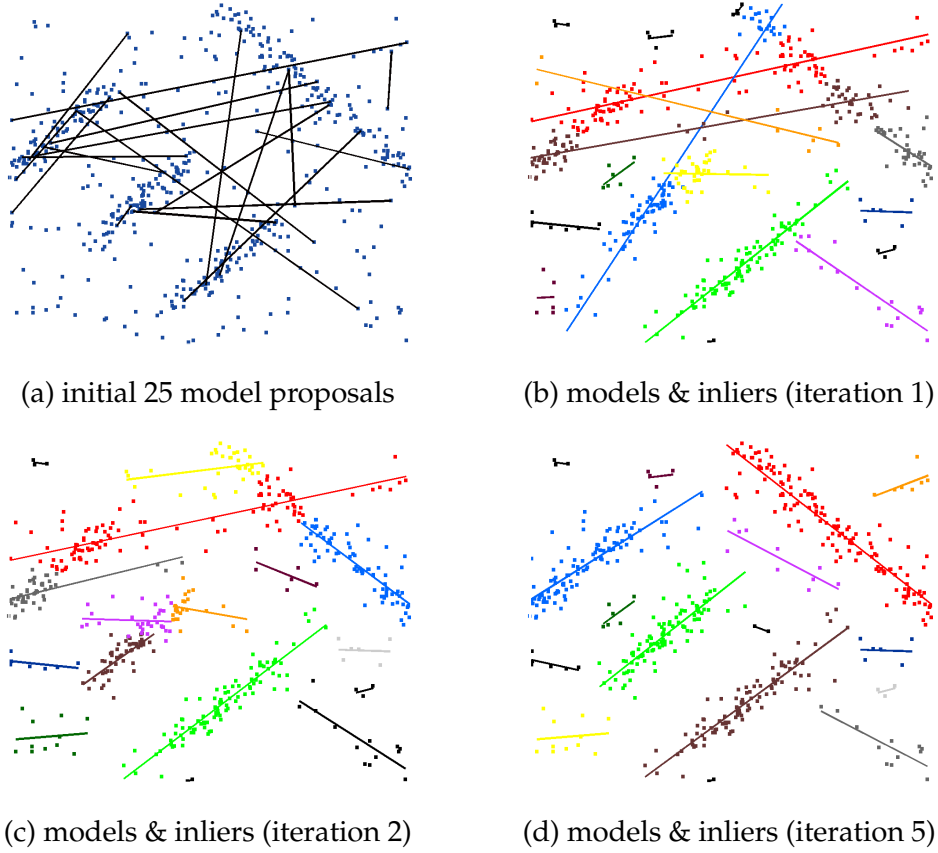 (a) initial 25 model proposals
(b) models & inliers (iteration 1)
(c) models & inliers (iteration 2)
(d) models & inliers (iteration 5)